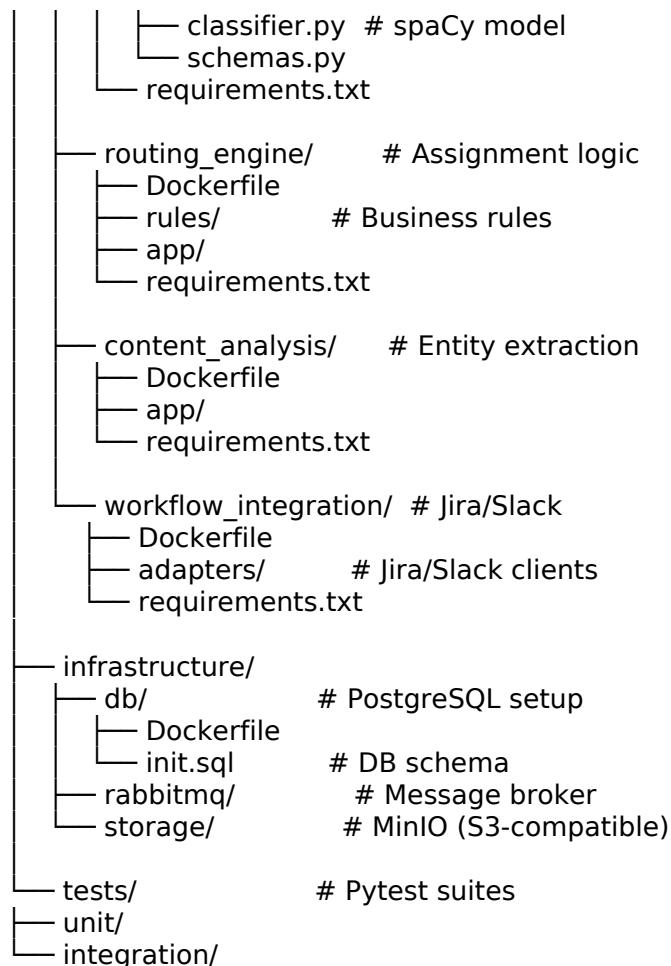 │   │   │   ├── classifier.py  # spaCy model
│   │   │   └── schemas.py
│   │   └── requirements.txt
│   │
│   ├── routing_engine/       # Assignment logic
│   │   ├── Dockerfile
│   │   ├── rules/            # Business rules
│   │   ├── app/
│   │   └── requirements.txt
│   │
│   ├── content_analysis/     # Entity extraction
│   │   ├── Dockerfile
│   │   ├── app/
│   │   └── requirements.txt
│   │
│   └── workflow_integration/ # Jira/Slack
│       ├── Dockerfile
│       ├── adapters/         # Jira/Slack clients
│       └── requirements.txt
│
├── infrastructure/
│   ├── db/                   # PostgreSQL setup
│   │   ├── Dockerfile
│   │   └── init.sql          # DB schema
│   ├── rabbitmq/             # Message broker
│   └── storage/              # MinIO (S3-compatible)
│
└── tests/                    # Pytest suites
├── unit/
└── integration/